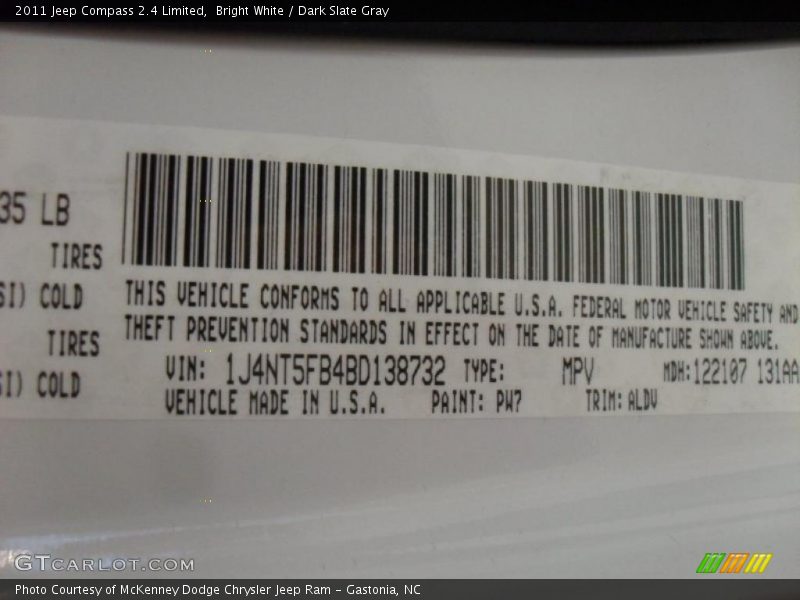 2011 Jeep Compass 2.4 Limited, Bright White / Dark Slate Gray
35 LB
TIRES
SI) COLD
TIRES
SI) COLD
THIS VEHICLE CONFORMS TO ALL APPLICABLE U.S.A. FEDERAL MOTOR VEHICLE SAFETY AND
THEFT PREVENTION STANDARDS IN EFFECT ON THE DATE OF MANUFACTURE SHOWN ABOVE.
VIN: 1J4NT5FB4BD138732 TYPE: MPV MDH:122107 131AA
VEHICLE MADE IN U.S.A. PAINT: PW7 TRIM: ALDV
GTCARLOT.COM
Photo Courtesy of McKenney Dodge Chrysler Jeep Ram - Gastonia, NC